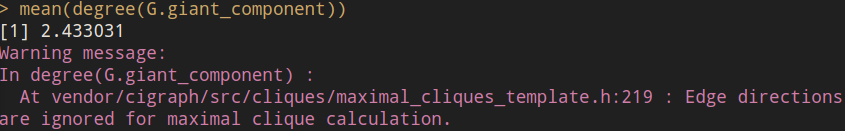 > mean(degree(G.giant_component))
[1] 2.433031
Warning message:
In degree(G.giant_component) :
  At vendor/cigraph/src/cliques/maximal_cliques_template.h:219 : Edge directions
are ignored for maximal clique calculation.